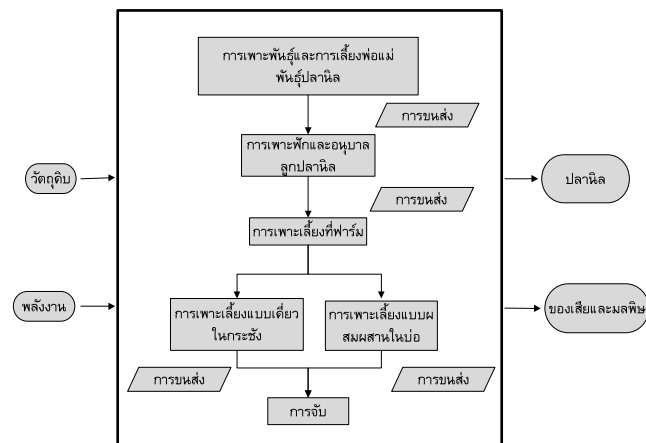 การเพาะพันธุ์และการเลี้ยงพ่อแม่
พันธุ์ปลานิล
การขนส่ง
การเพาะฟักและอนุบาล
ลูกปลานิล
วัตถุดิบ
ปลานิล
การขนส่ง
การเพาะเลี้ยงที่ฟาร์ม
พลังงาน
ของเสียและมลพิษ
การเพาะเลี้ยงแบบเดี่ยว
ในกระชัง
การเพาะเลี้ยงแบบผ
สมผสานในบ่อ
การขนส่ง
การขนส่ง
การจับ